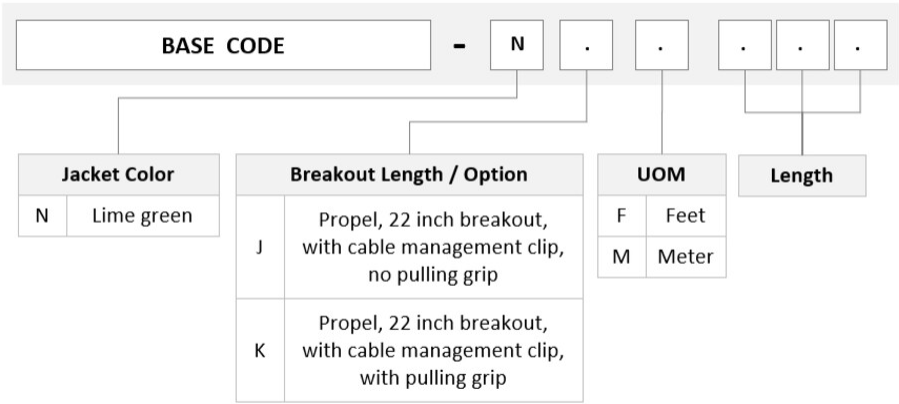 BASE CODE - N . . . . .
Jacket Color
N Lime green
Breakout Length / Option
J
Propel, 22 inch breakout,
with cable management clip,
no pulling grip
K
Propel, 22 inch breakout,
with cable management clip,
with pulling grip
UOM
F Feet
M Meter
Length